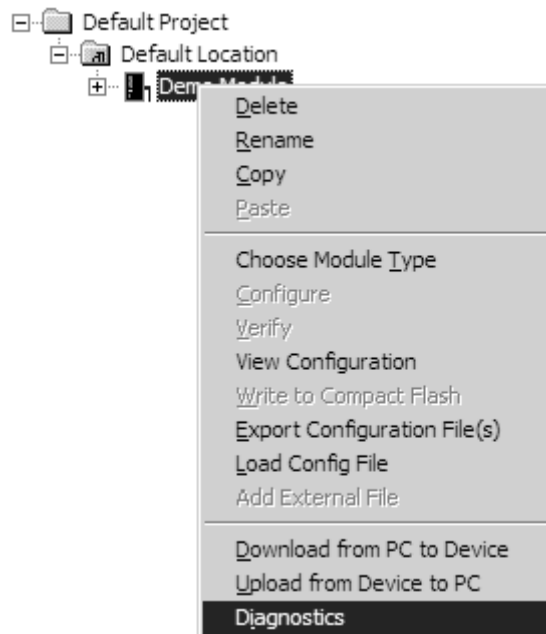 Default Project
Default Location
Demo Module
Delete
Rename
Copy
Paste
Choose Module Type
Configure
Verify
View Configuration
Write to Compact Flash
Export Configuration File(s)
Load Config File
Add External File
Download from PC to Device
Upload from Device to PC
Diagnostics